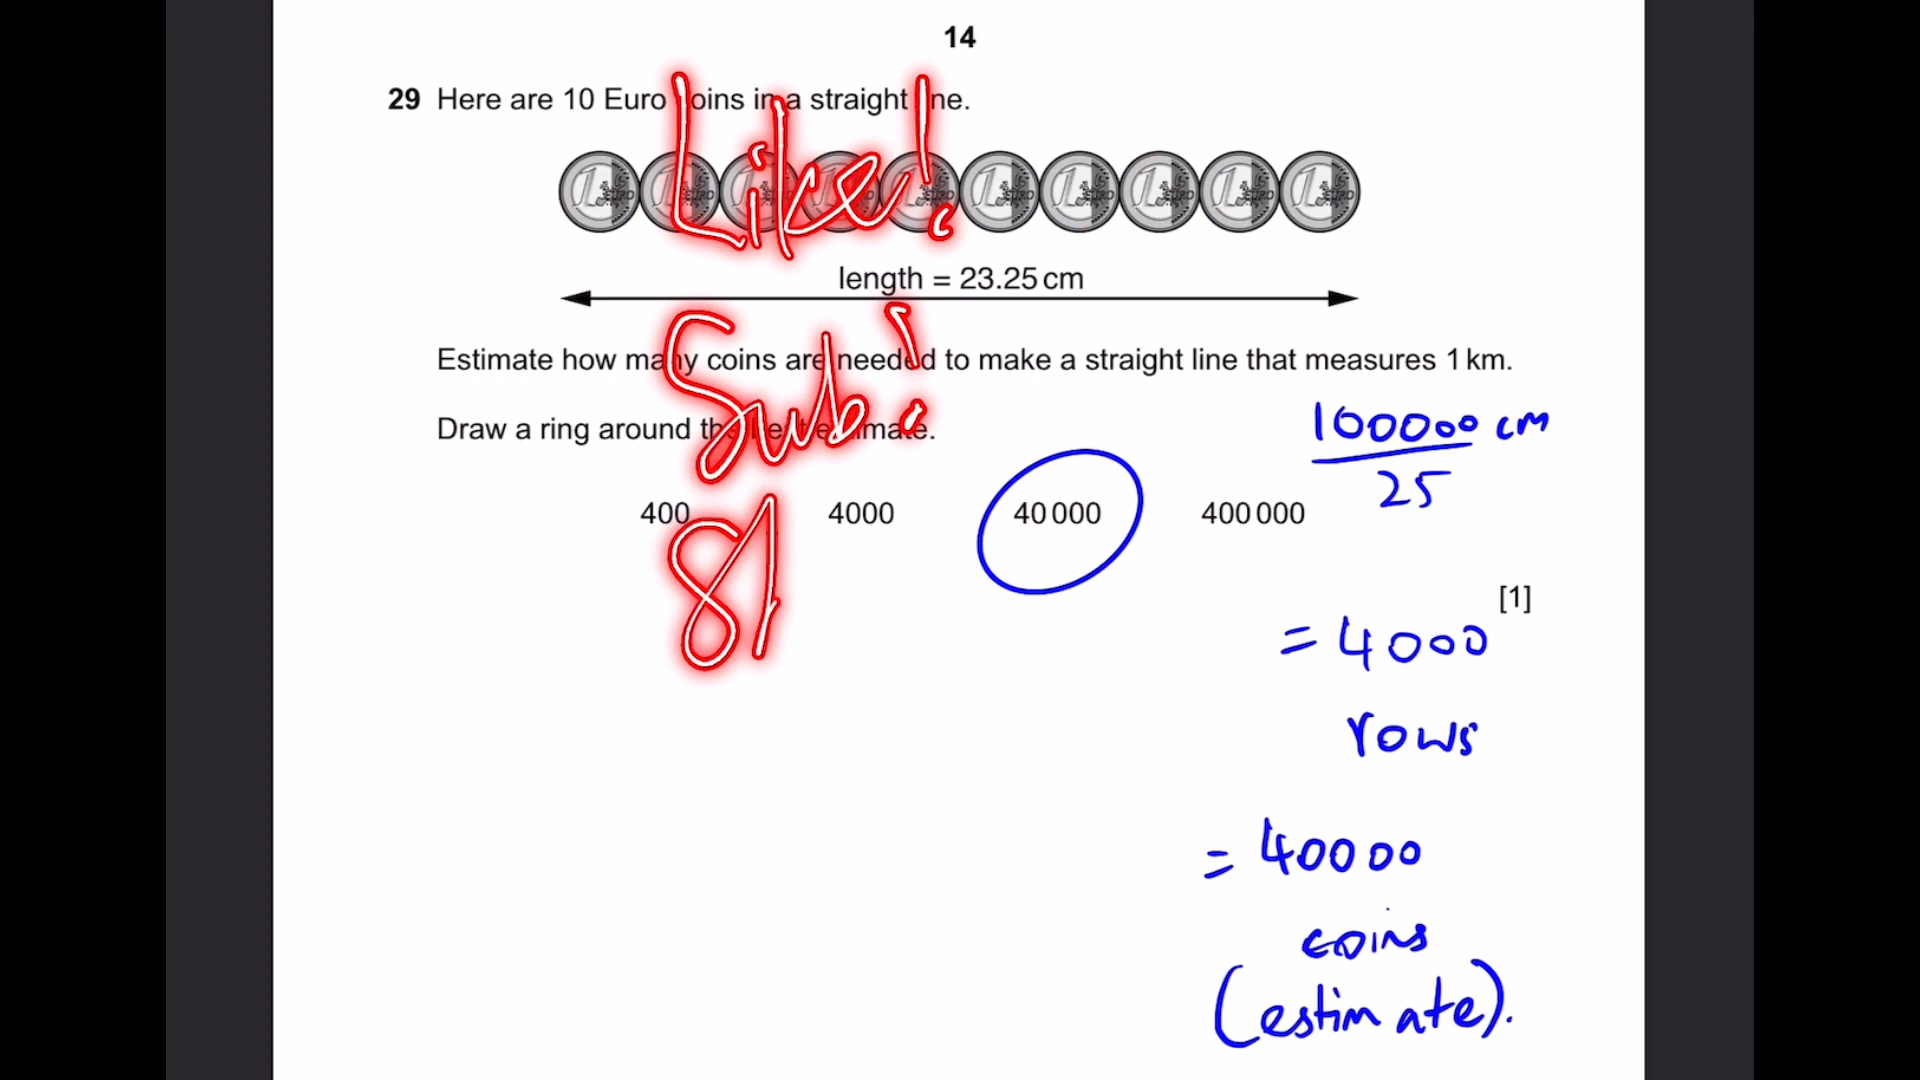 14
29 Here are 10 Euro coins in a straight line.
Like!
length = 23.25 cm
Estimate how many coins are needed to make a straight line that measures 1 km.
Sub!
Draw a ring around the best estimate.
100000 cm
25
400 4000 40 000 400 000
81
[1]
= 4000
rows
= 40000
coins
(estimate).